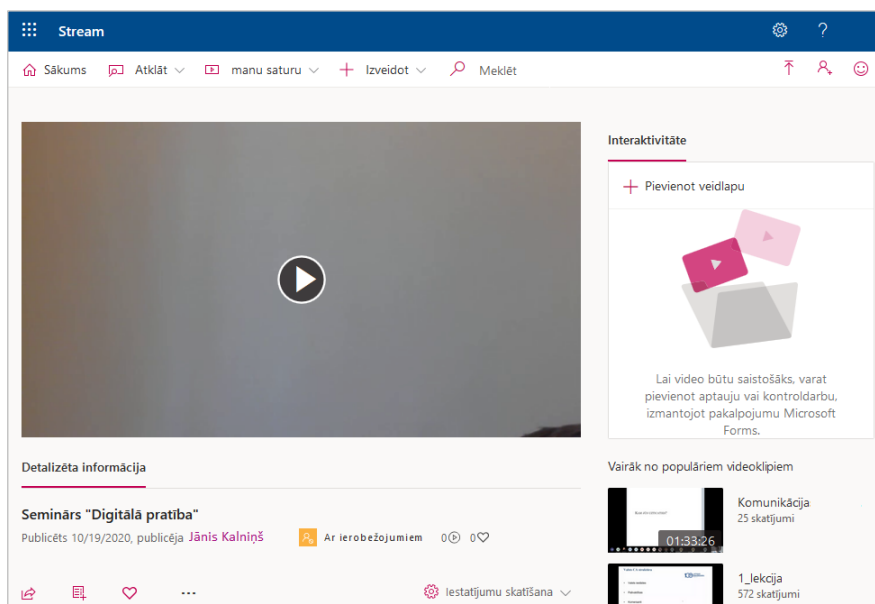 Stream
?
Sākums Atklāt manu saturu Izveidot Meklēt
Interaktivitāte
Pievienot veidlapu
Lai video būtu saistošāks, varat
pievienot aptauju vai kontroldarbu,
izmantojot pakalpojumu Microsoft
Forms.
Detalizēta informācija
Seminārs "Digitālā pratība"
Publicēts 10/19/2020, publicēja Jānis Kalniņš Ar ierobežojumiem 0 0
Iestatījumu skatīšana
Vairāk no populāriem videoklipiem
01:33:26
Komunikācija
25 skatījumi
1_lekcija
572 skatījumi